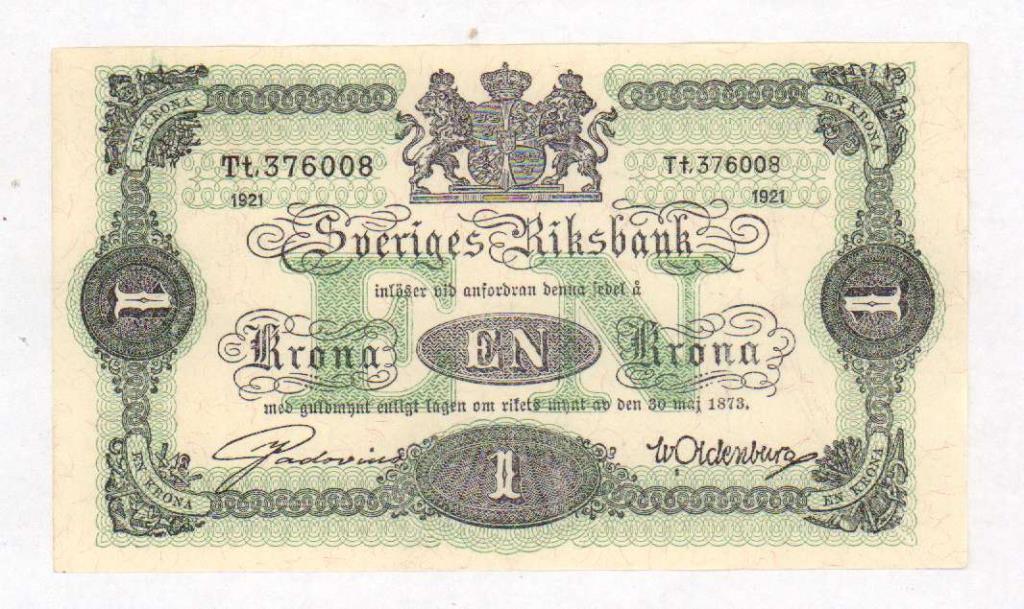 EN KRONA
EN KRONA
Tt,376008
Tt,376008
1921
1921
Sveriges Riksbank
EN
inlöser vid anfordran denna sedel å
1
1
Krona EN Krona
med guldmynt enligt lagen om rikets mynt av den 30 maj 1873.
WOldenburg
1
EN KRONA
EN KRONA